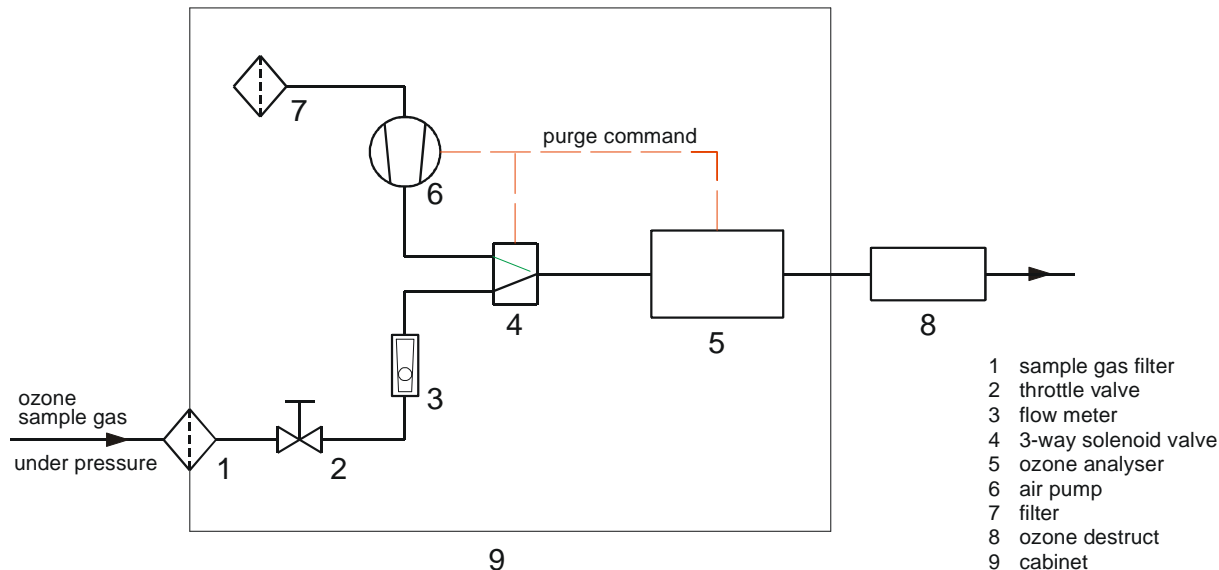 7
purge command
6
4
5
8
3
ozone
sample gas
under pressure
1
2
9
1 sample gas filter
2 throttle valve
3 flow meter
4 3-way solenoid valve
5 ozone analyser
6 air pump
7 filter
8 ozone destruct
9 cabinet